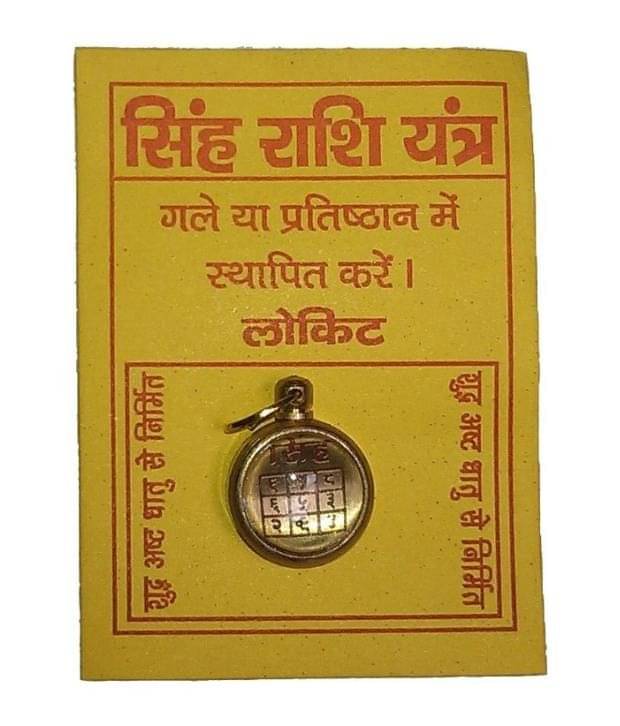 सिंह राशि यंत्र
गले या प्रतिष्ठान में
स्थापित करें ।
लोकिट
शुद्ध अष्ट धातु से निर्मित
सिंह
शुद्ध अष्ट धातु से निर्मित